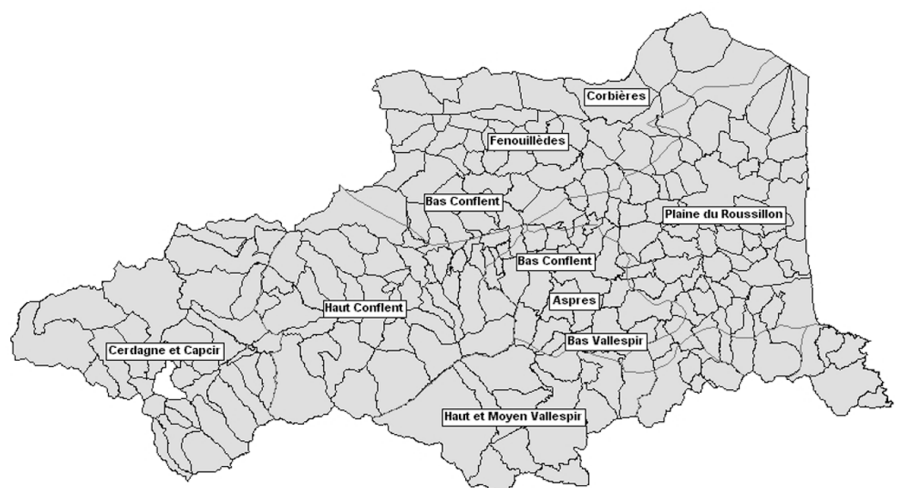 Corbières
Fenouillèdes
Bas Conflent
Plaine du Roussillon
Bas Conflent
Aspres
Haut Conflent
Bas Vallespir
Cerdagne et Capcir
Haut et Moyen Vallespir